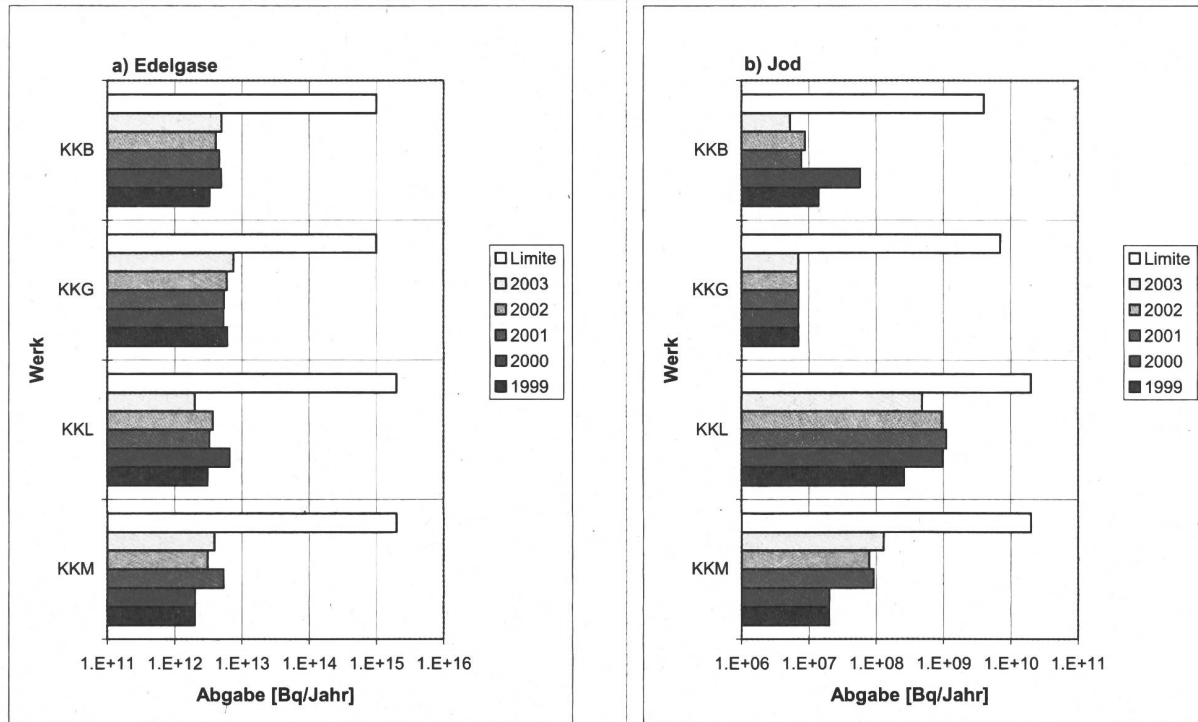 a) Edelgase
KKB
KKG
KKL
KKM
Werk
1.E+11 1.E+12 1.E+13 1.E+14 1.E+15 1.E+16
Abgabe [Bq/Jahr]
Limite
2003
2002
2001
2000
1999
b) Jod
KKB
KKG
KKL
KKM
Werk
1.E+06 1.E+07 1.E+08 1.E+09 1.E+10 1.E+11
Abgabe [Bq/Jahr]
Limite
2003
2002
2001
2000
1999